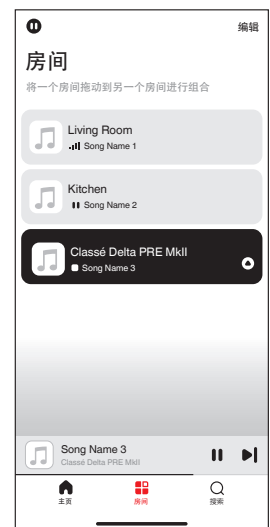 编辑
房间
将一个房间拖动到另一个房间进行组合
Living Room
Song Name 1
Kitchen
Song Name 2
Classé Delta PRE MkII
Song Name 3
Song Name 3
Classé Delta PRE MkII
主页
房间
搜索